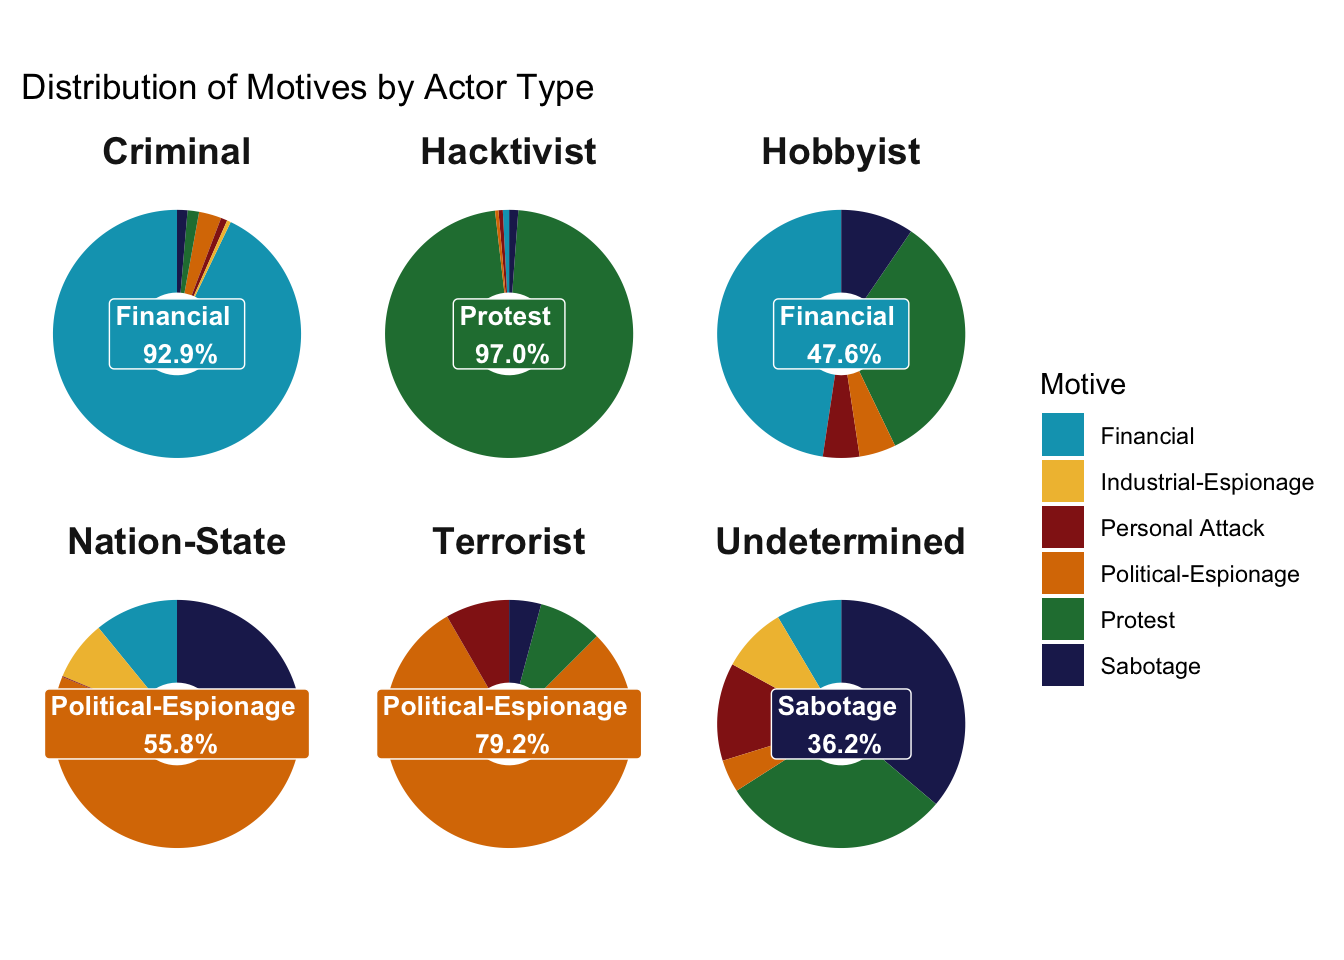 Distribution of Motives by Actor Type
Criminal
Hacktivist
Hobbyist
Financial
92.9%
Protest
97.0%
Financial
47.6%
Nation-State
Terrorist
Undetermined
Political-Espionage
55.8%
Political-Espionage
79.2%
Sabotage
36.2%
Motive
Financial
Industrial-Espionage
Personal Attack
Political-Espionage
Protest
Sabotage